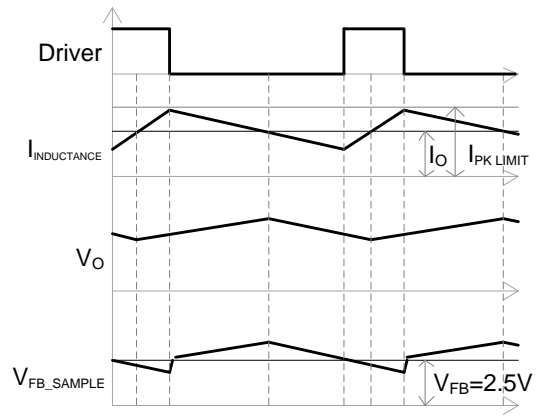 Driver
I_INDUCTANCE
I_O
I_PK LIMIT
V_O
V_FB_SAMPLE
V_FB=2.5V